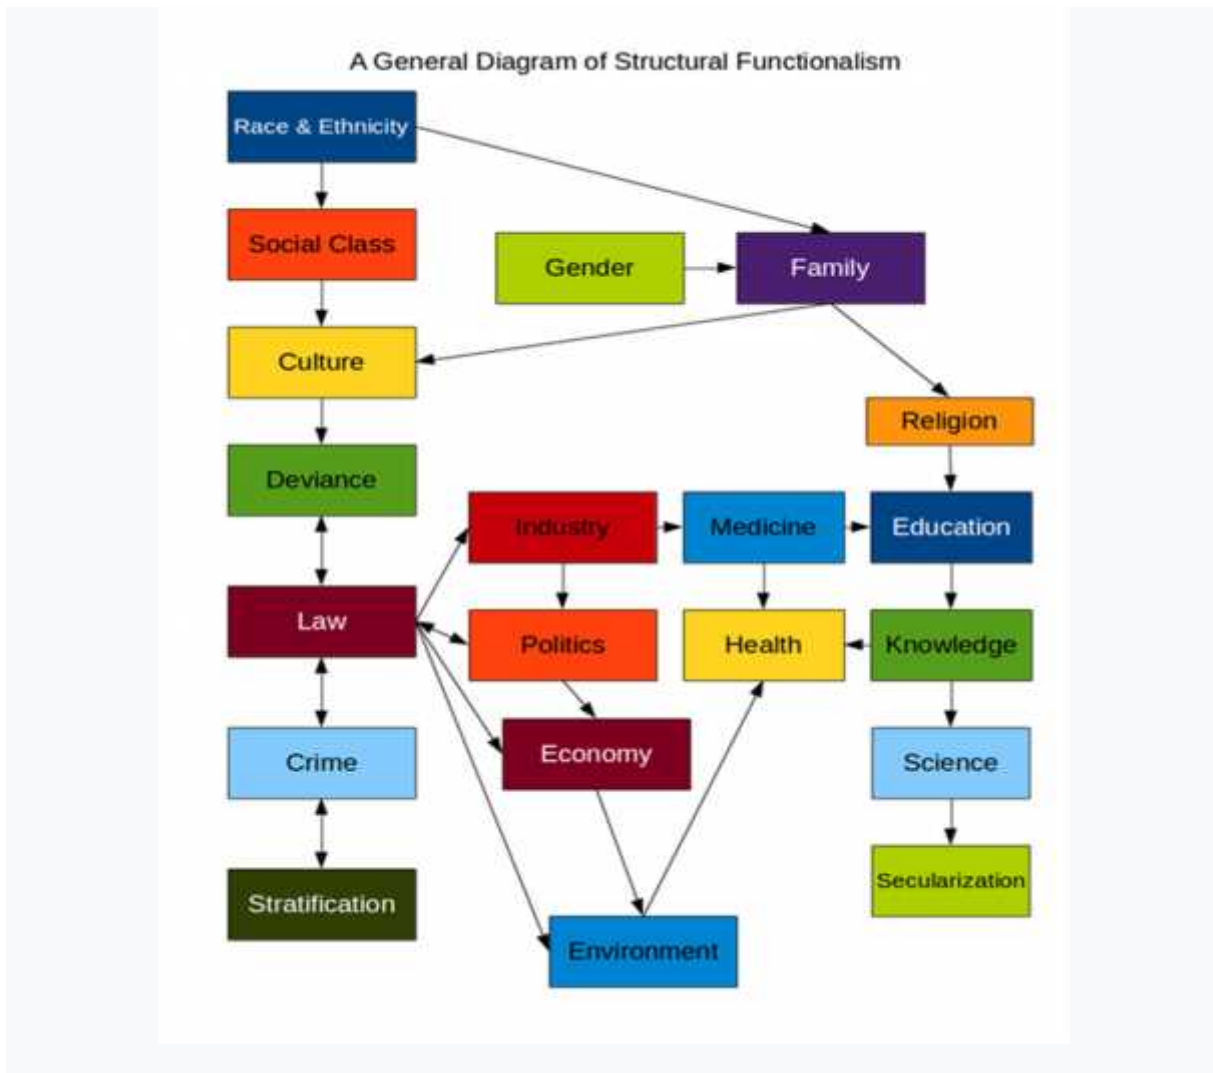 A General Diagram of Structural Functionalism
Race & Ethnicity
Social Class
Gender
Family
Culture
Religion
Deviance
Industry
Medicine
Education
Law
Politics
Health
Knowledge
Economy
Crime
Science
Secularization
Stratification
Environment